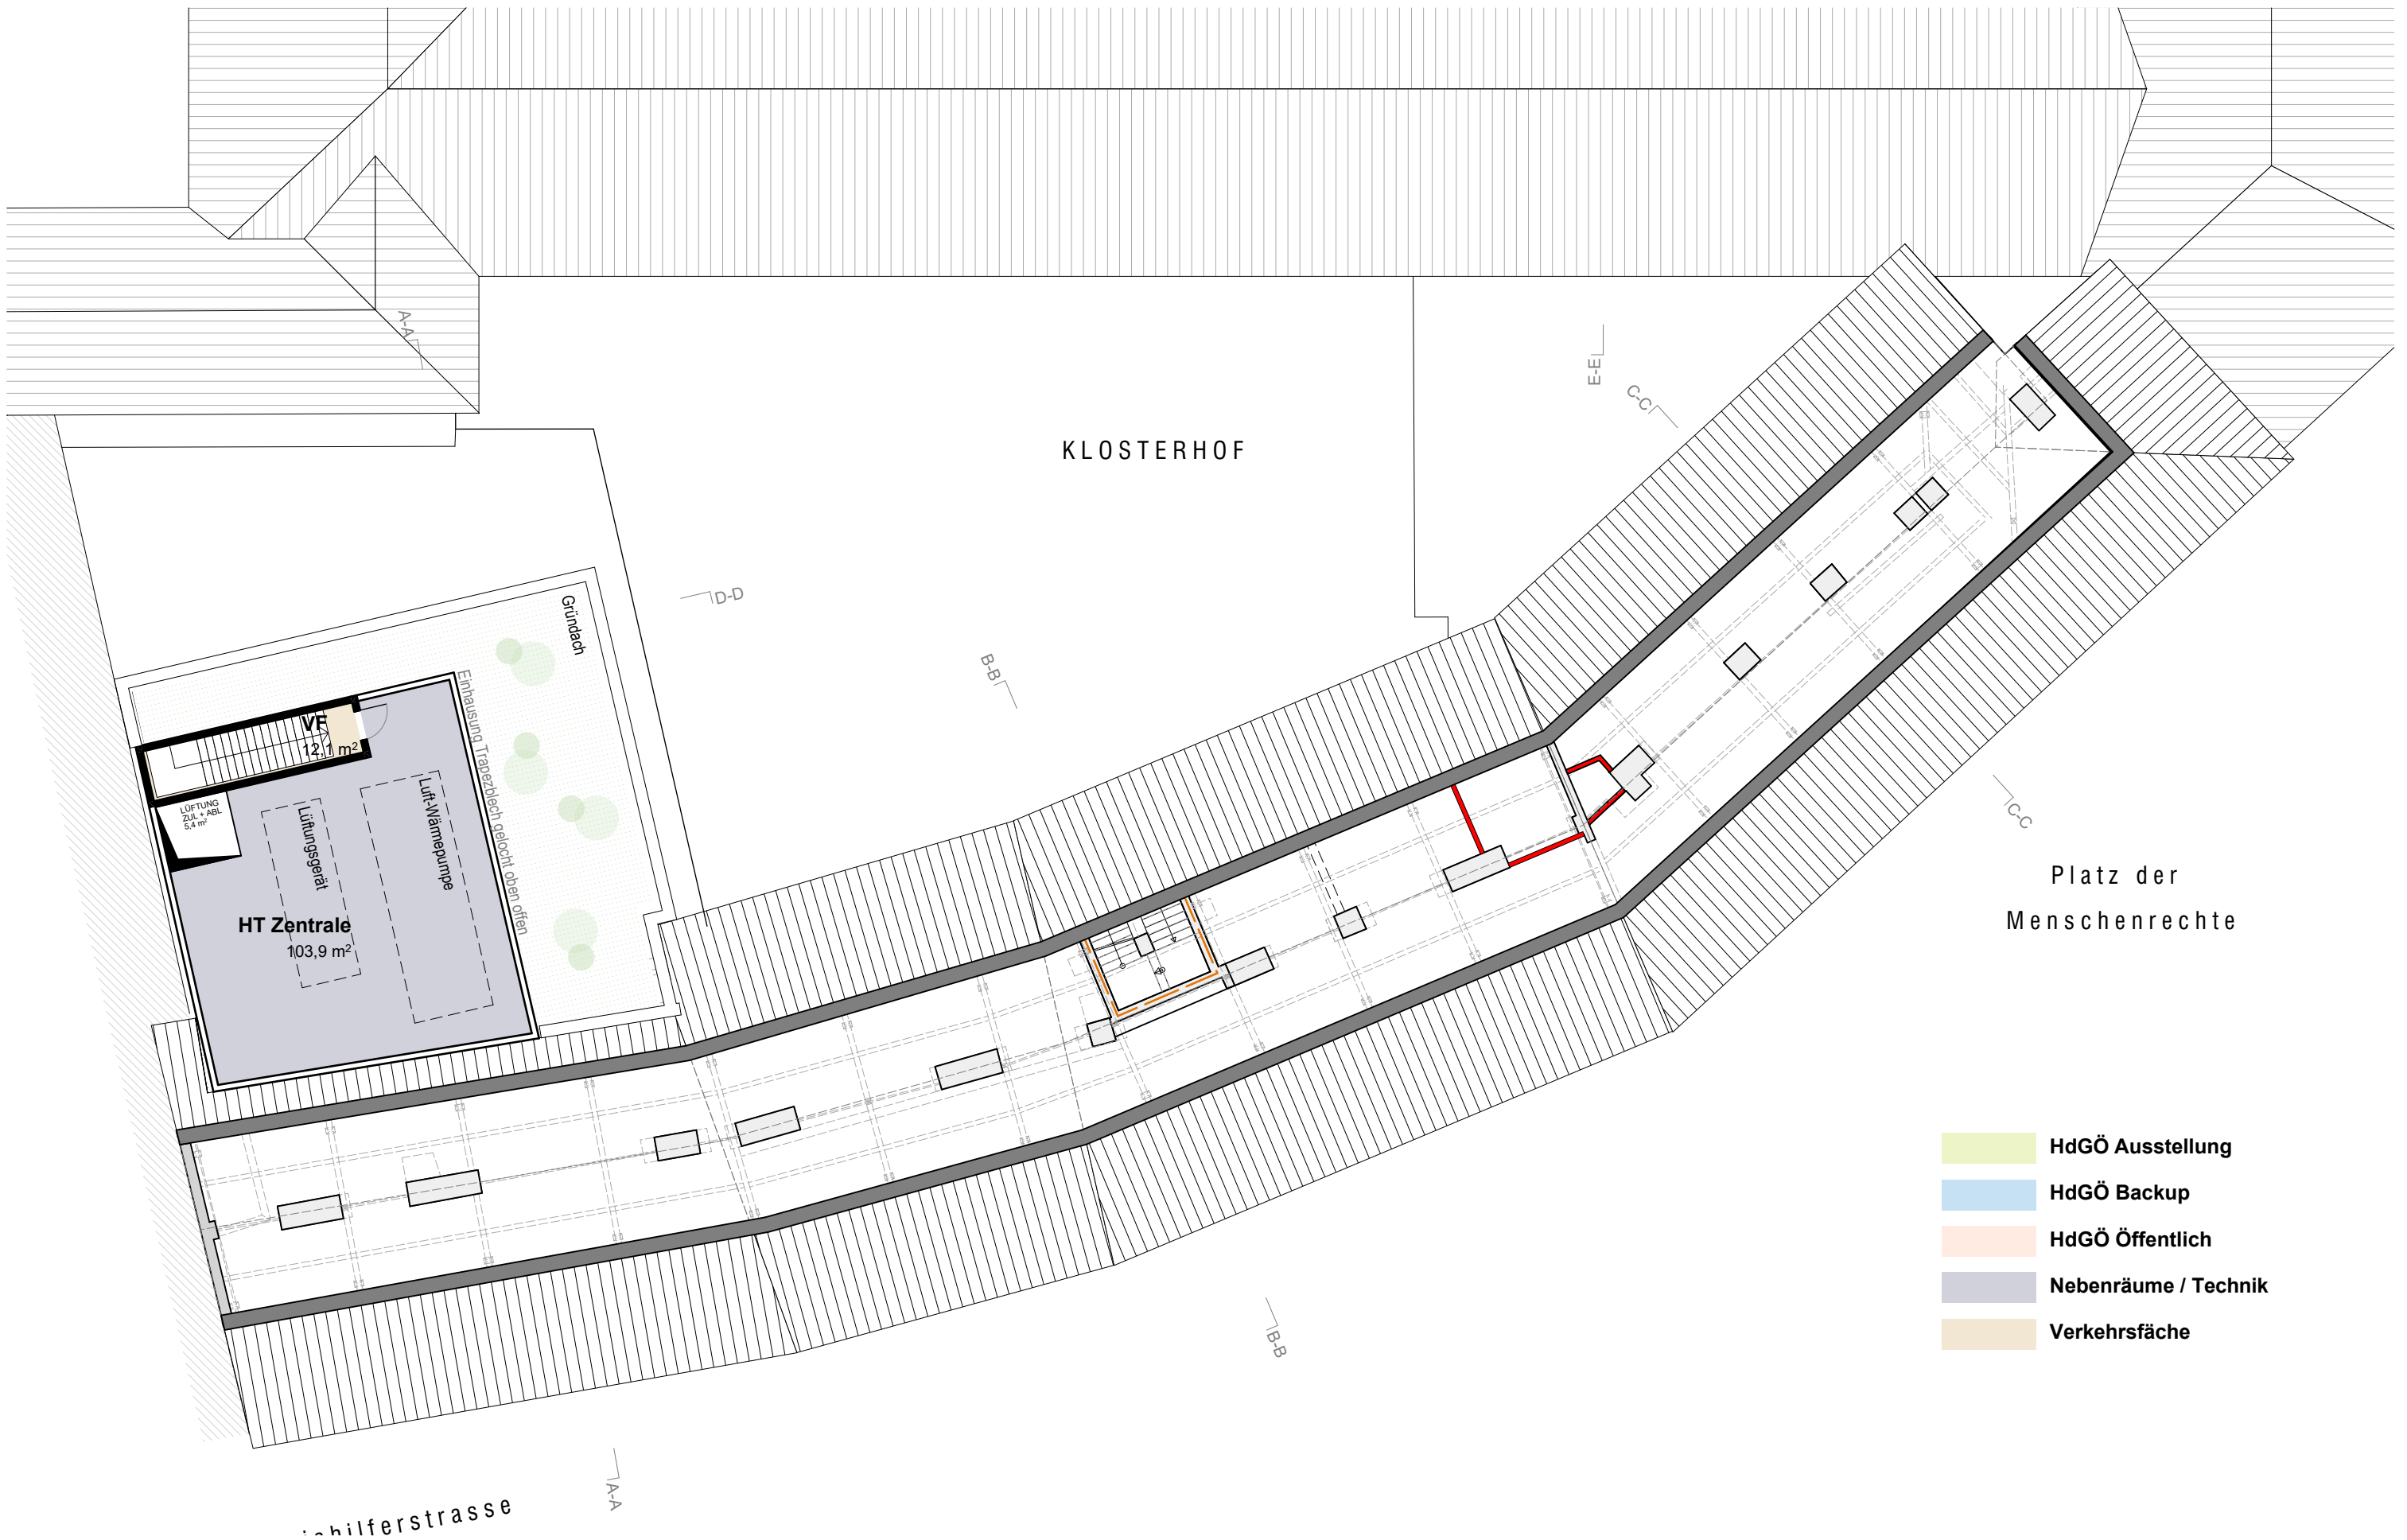 A-A
E-E
C-C
KLOSTERHOF
D-D
Gründach
B-B
Einhausung Trapezblech gelocht oben offen
VF
12,1 m²
LÜFTUNG
ZUL + ABL
5,4 m²
Lüftungsgerät
Luft-Wärmepumpe
HT Zentrale
103,9 m²
C-C
Platz der
Menschenrechte
HdGÖ Ausstellung
HdGÖ Backup
HdGÖ Öffentlich
Nebenräume / Technik
Verkehrsfäche
B-B
A-A